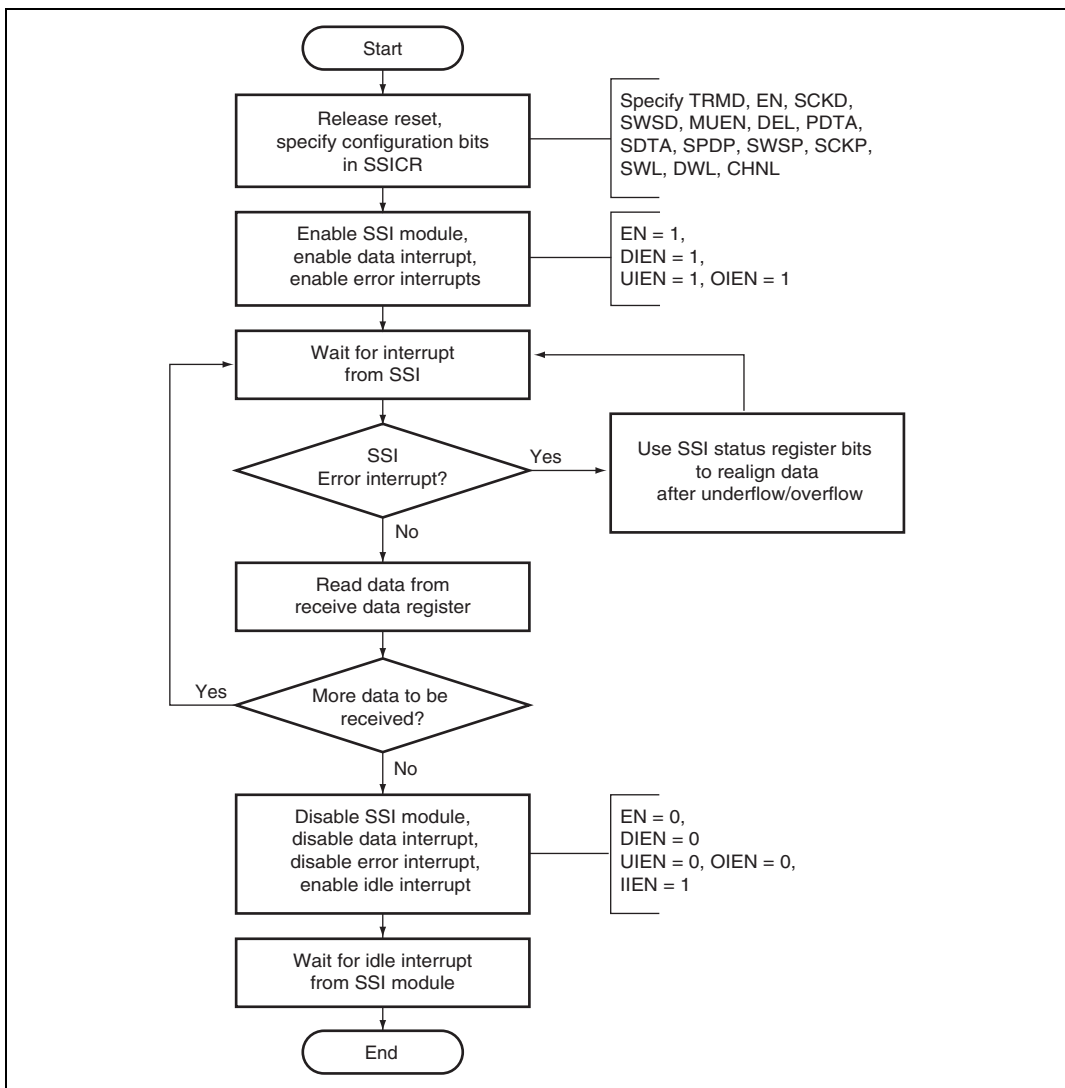 Start
Release reset,
specify configuration bits
in SSICR
Specify TRMD, EN, SCKD,
SWSD, MUEN, DEL, PDTA,
SDTA, SPDP, SWSP, SCKP,
SWL, DWL, CHNL
Enable SSI module,
enable data interrupt,
enable error interrupts
EN = 1,
DIEN = 1,
UIEN = 1, OIEN = 1
Wait for interrupt
from SSI
SSI
Error interrupt?
Yes
Use SSI status register bits
to realign data
after underflow/overflow
No
Read data from
receive data register
More data to be
received?
Yes
No
Disable SSI module,
disable data interrupt,
disable error interrupt,
enable idle interrupt
EN = 0,
DIEN = 0
UIEN = 0, OIEN = 0,
IIEN = 1
Wait for idle interrupt
from SSI module
End